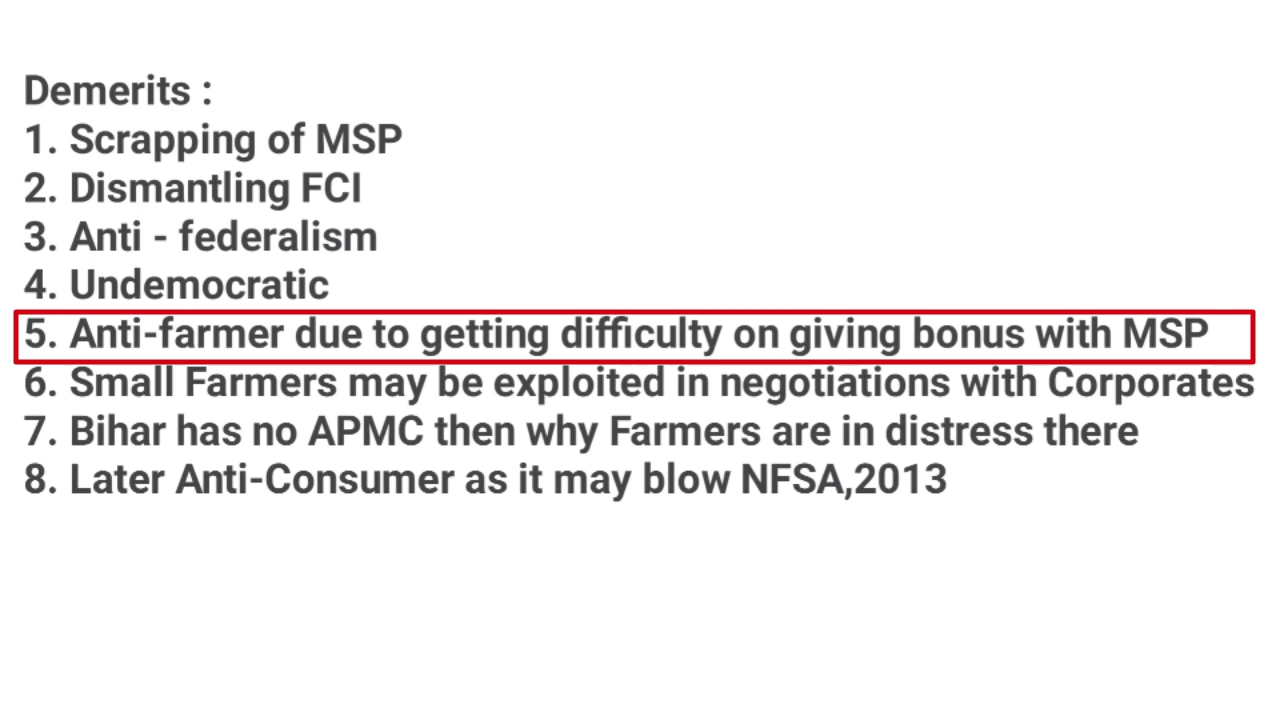 Demerits :
1. Scrapping of MSP
2. Dismantling FCI
3. Anti - federalism
4. Undemocratic
5. Anti-farmer due to getting difficulty on giving bonus with MSP
6. Small Farmers may be exploited in negotiations with Corporates
7. Bihar has no APMC then why Farmers are in distress there
8. Later Anti-Consumer as it may blow NFSA,2013